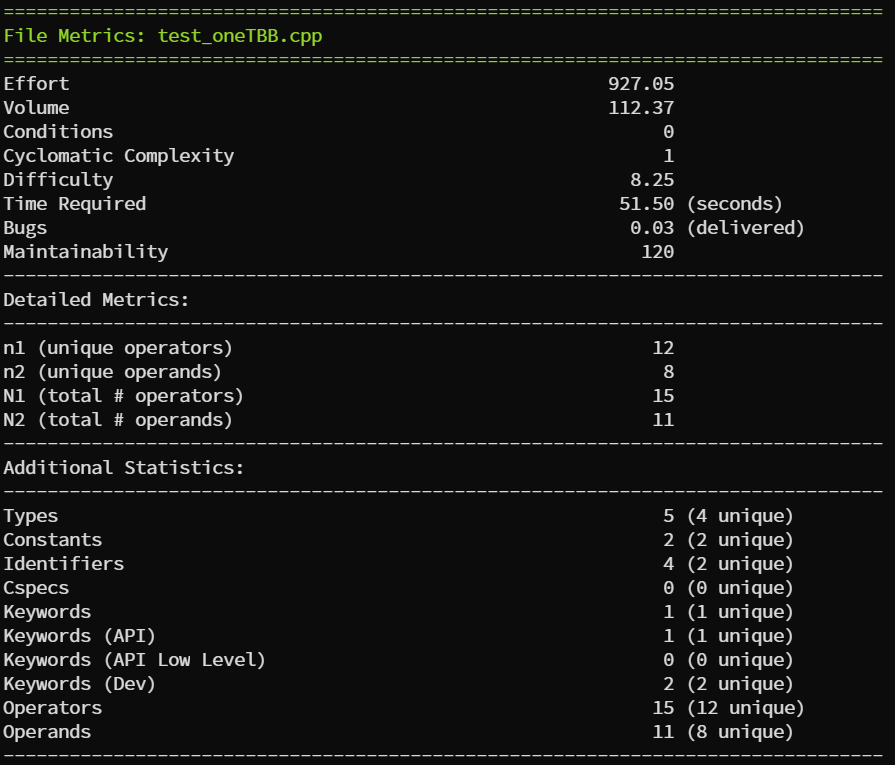 ================================================================================
File Metrics: test_oneTBB.cpp
================================================================================
Effort                                                 927.05
Volume                                                 112.37
Conditions                                                  0
Cyclomatic Complexity                                       1
Difficulty                                               8.25
Time Required                                           51.50 (seconds)
Bugs                                                     0.03 (delivered)
Maintainability                                           120
--------------------------------------------------------------------------------
Detailed Metrics:
--------------------------------------------------------------------------------
n1 (unique operators)                                      12
n2 (unique operands)                                        8
N1 (total # operators)                                     15
N2 (total # operands)                                      11
--------------------------------------------------------------------------------
Additional Statistics:
--------------------------------------------------------------------------------
Types                                                       5 (4 unique)
Constants                                                   2 (2 unique)
Identifiers                                                 4 (2 unique)
Cspecs                                                      0 (0 unique)
Keywords                                                    1 (1 unique)
Keywords (API)                                              1 (1 unique)
Keywords (API Low Level)                                    0 (0 unique)
Keywords (Dev)                                              2 (2 unique)
Operators                                                  15 (12 unique)
Operands                                                   11 (8 unique)
--------------------------------------------------------------------------------